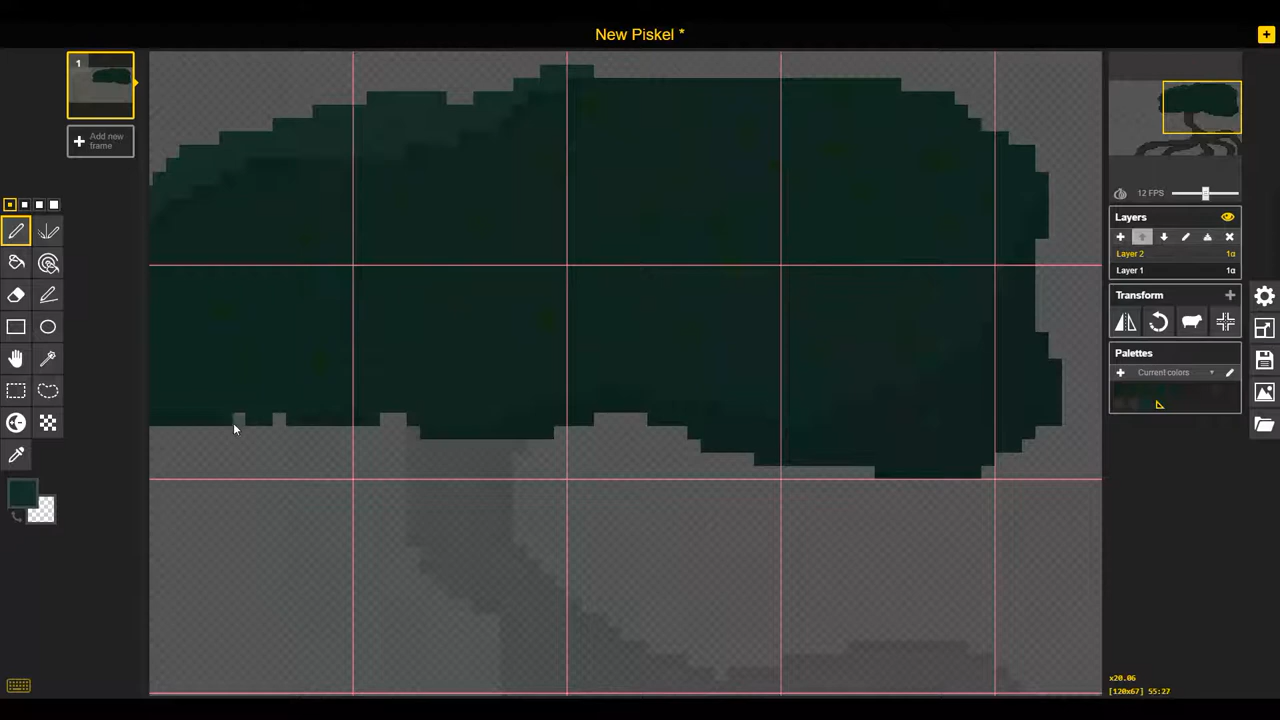 New Piskel *
+
1
Add new
frame
12 FPS
Layers
Layer 2 1α
Layer 1 1α
Transform
Palettes
Current colors
x20.06
[120x67] 55:27